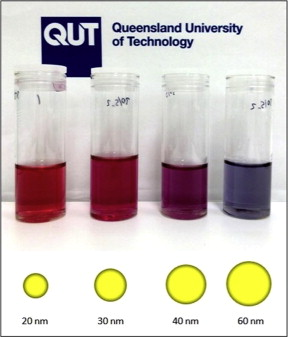 QUT
Queensland University
of Technology
20 nm
30 nm
40 nm
60 nm